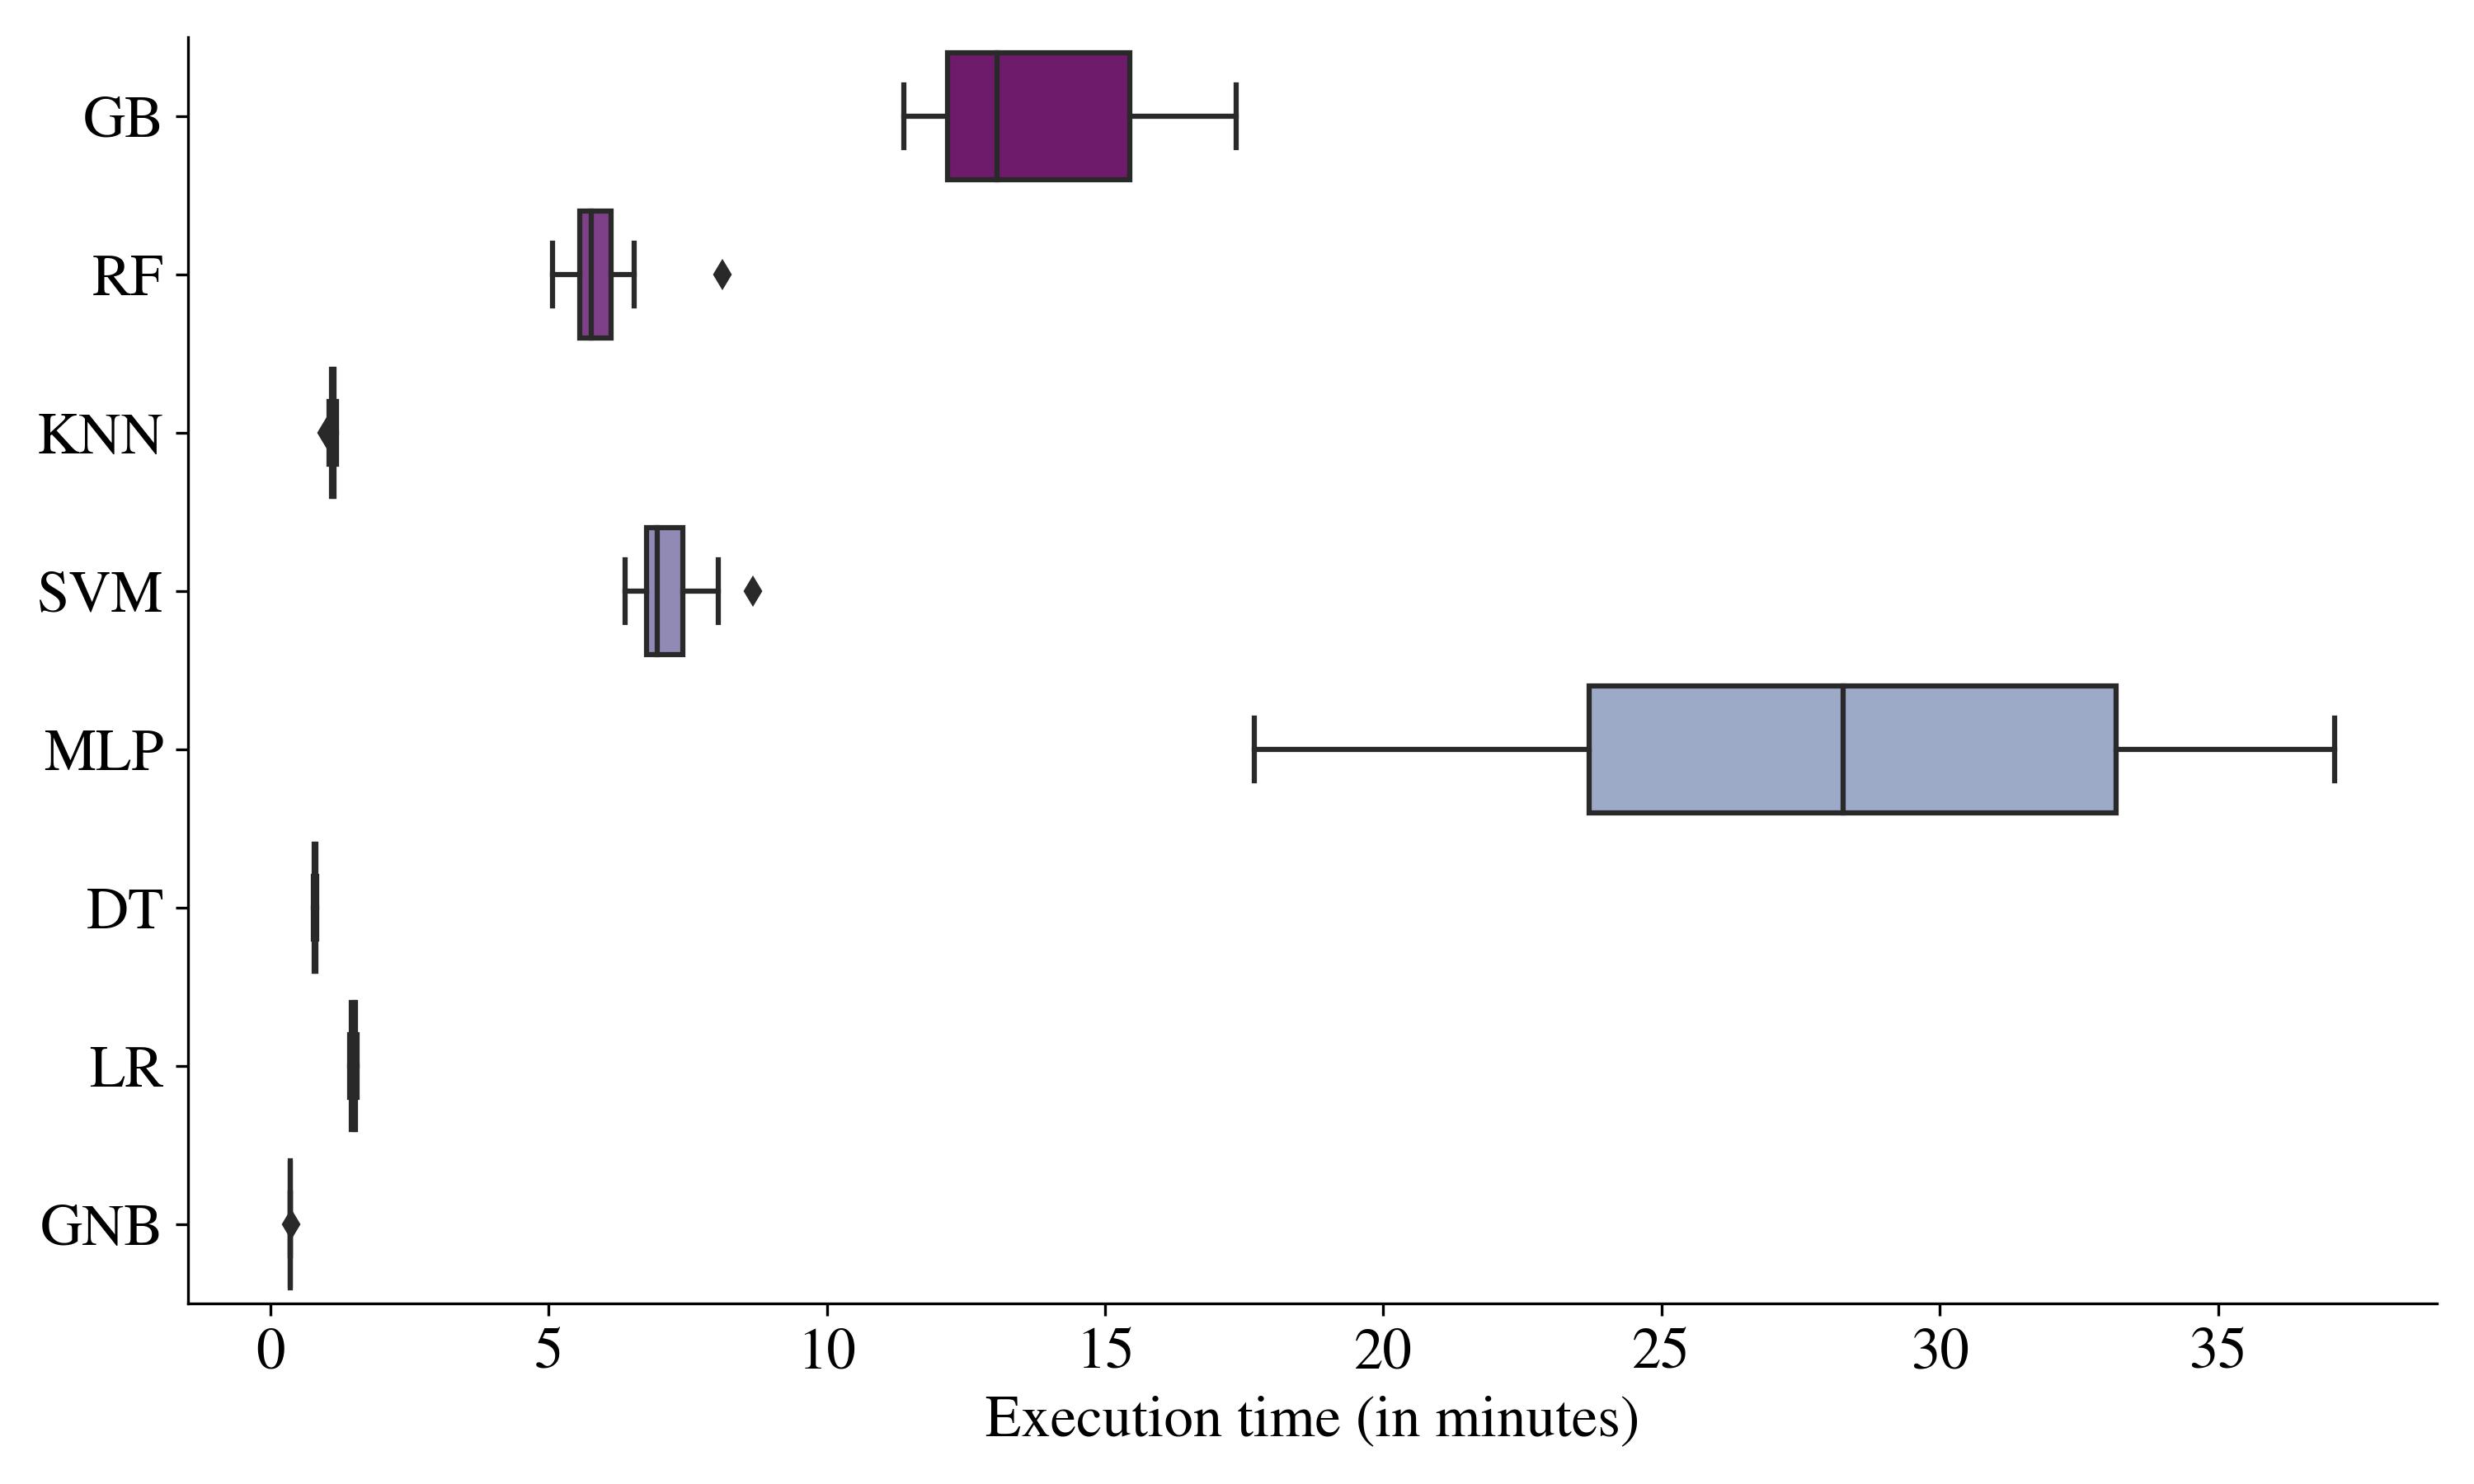 GB
RF
KNN
SVM
MLP
DT
LR
GNB
0 5 10 15 20 25 30 35
Execution time (in minutes)